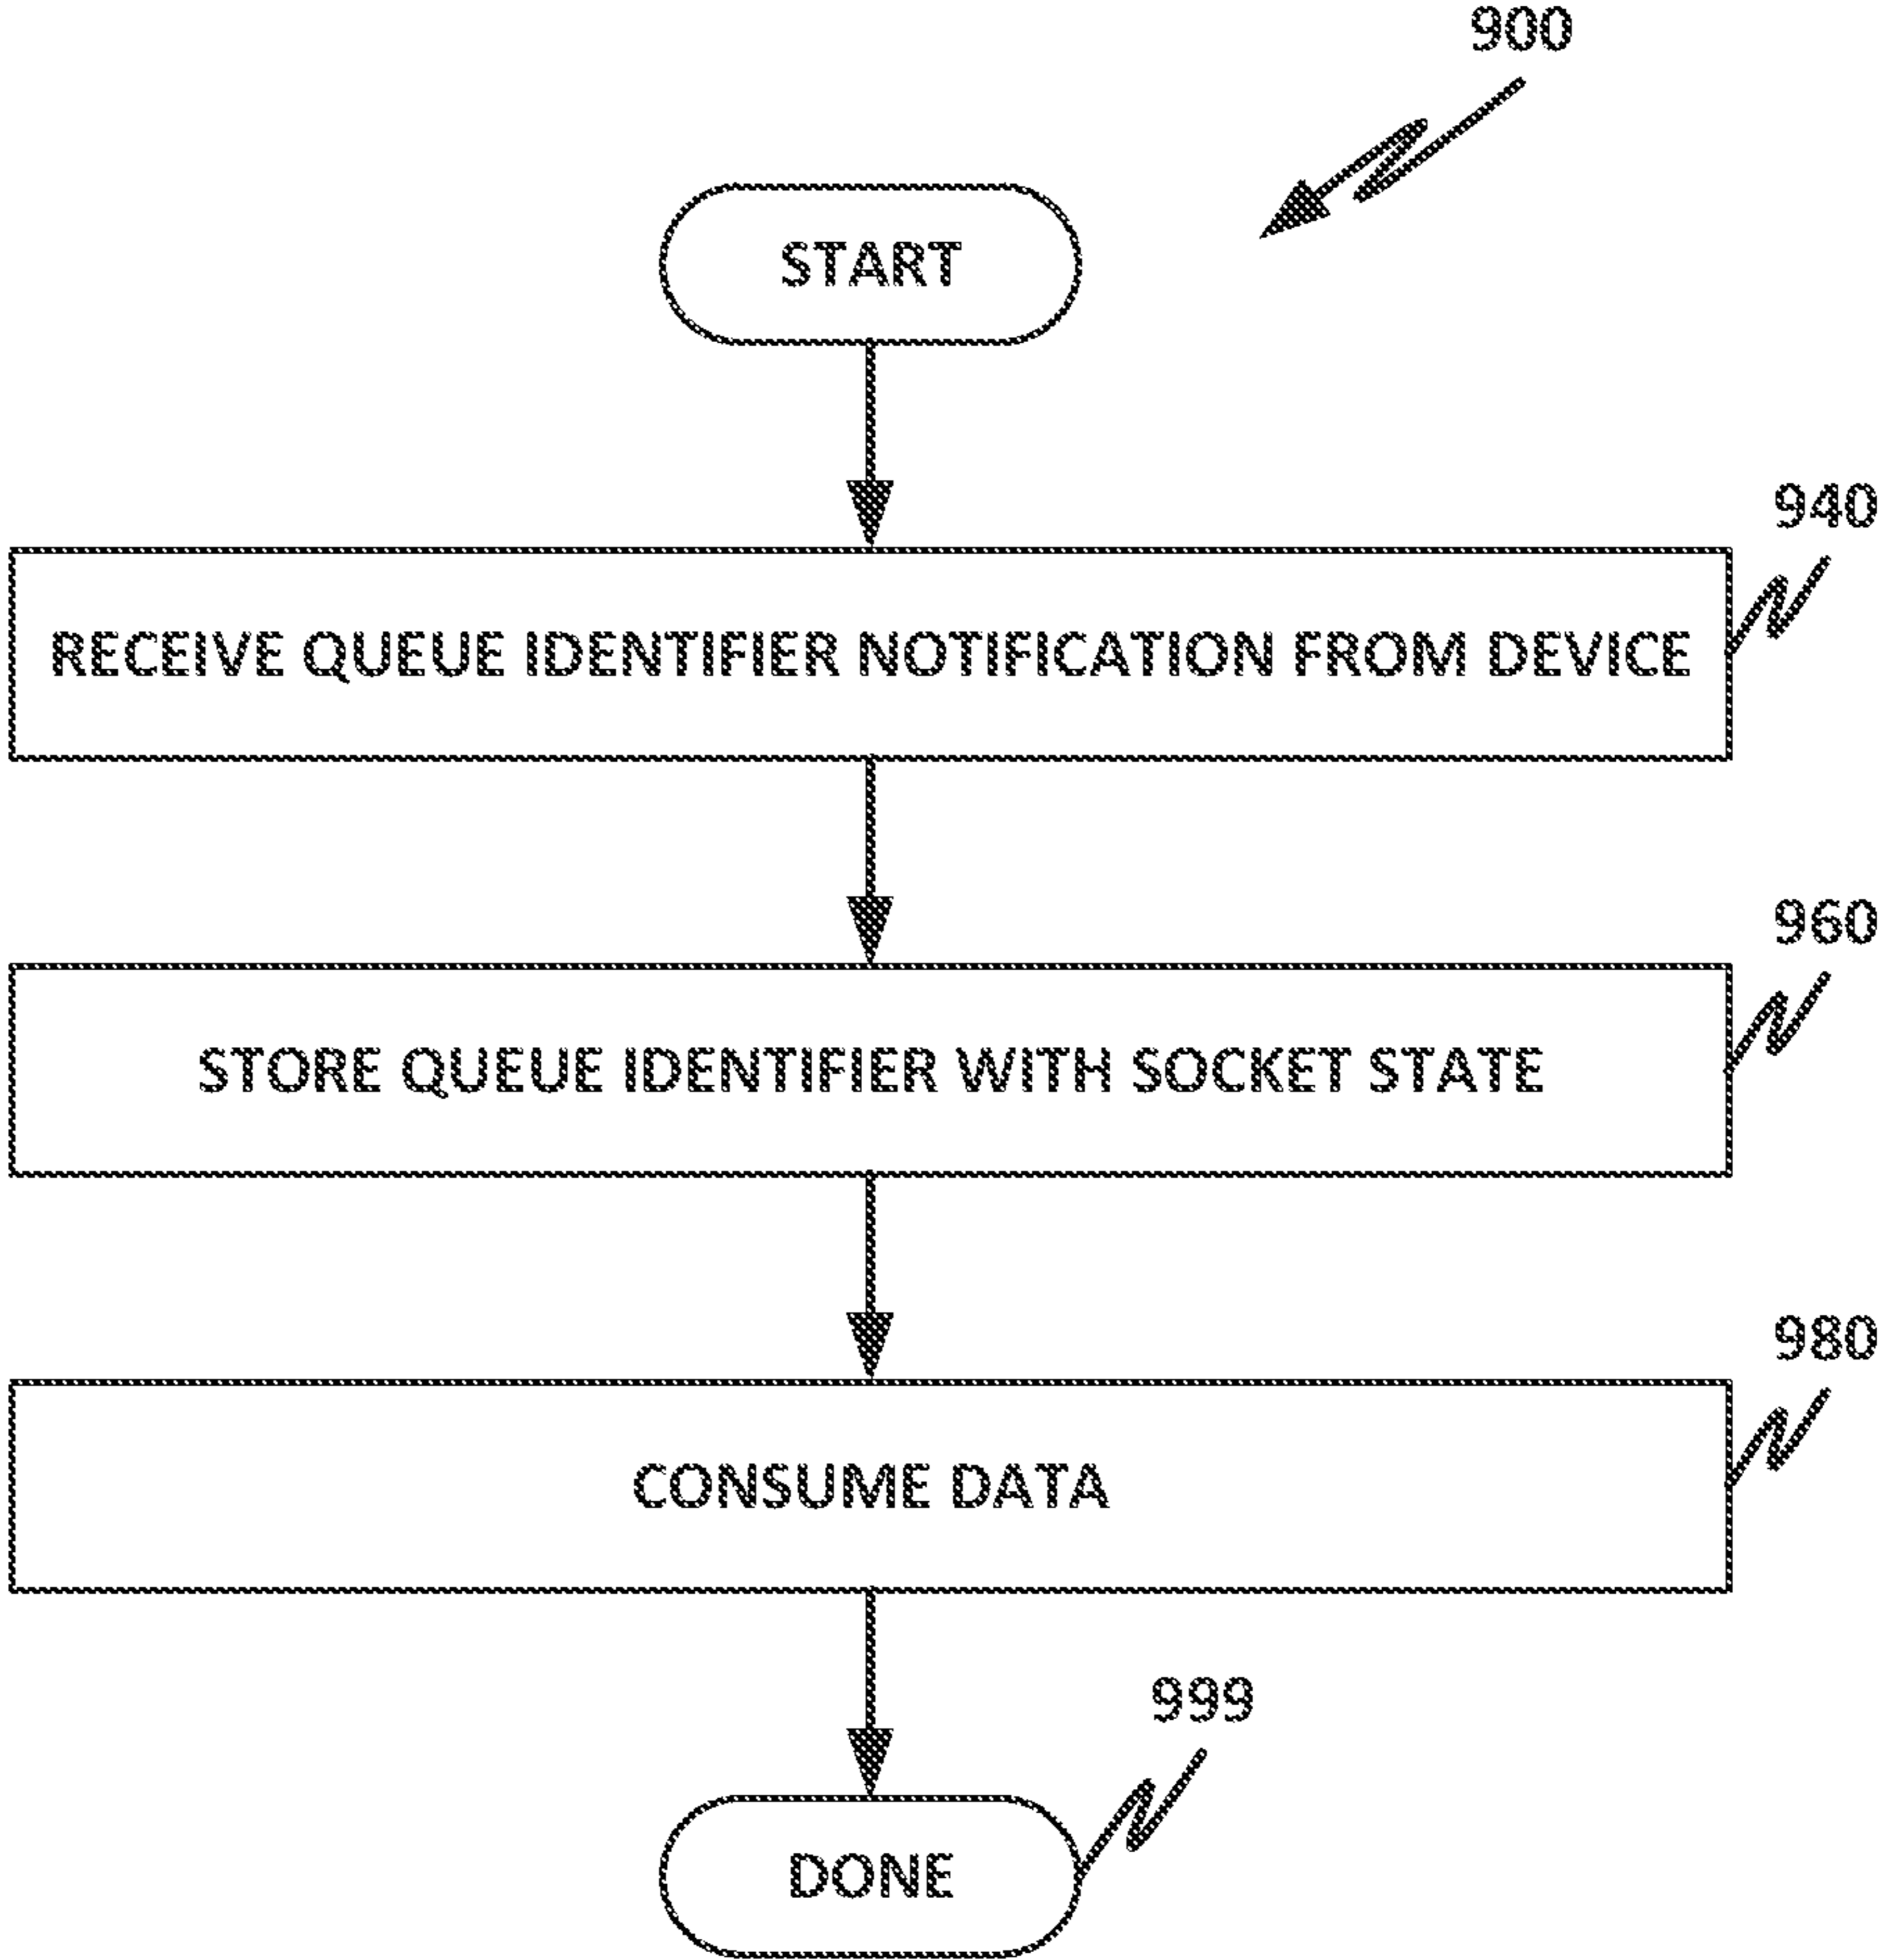 900
START
940
RECEIVE QUEUE IDENTIFIER NOTIFICATION FROM DEVICE
960
STORE QUEUE IDENTIFIER WITH SOCKET STATE
980
CONSUME DATA
999
DONE